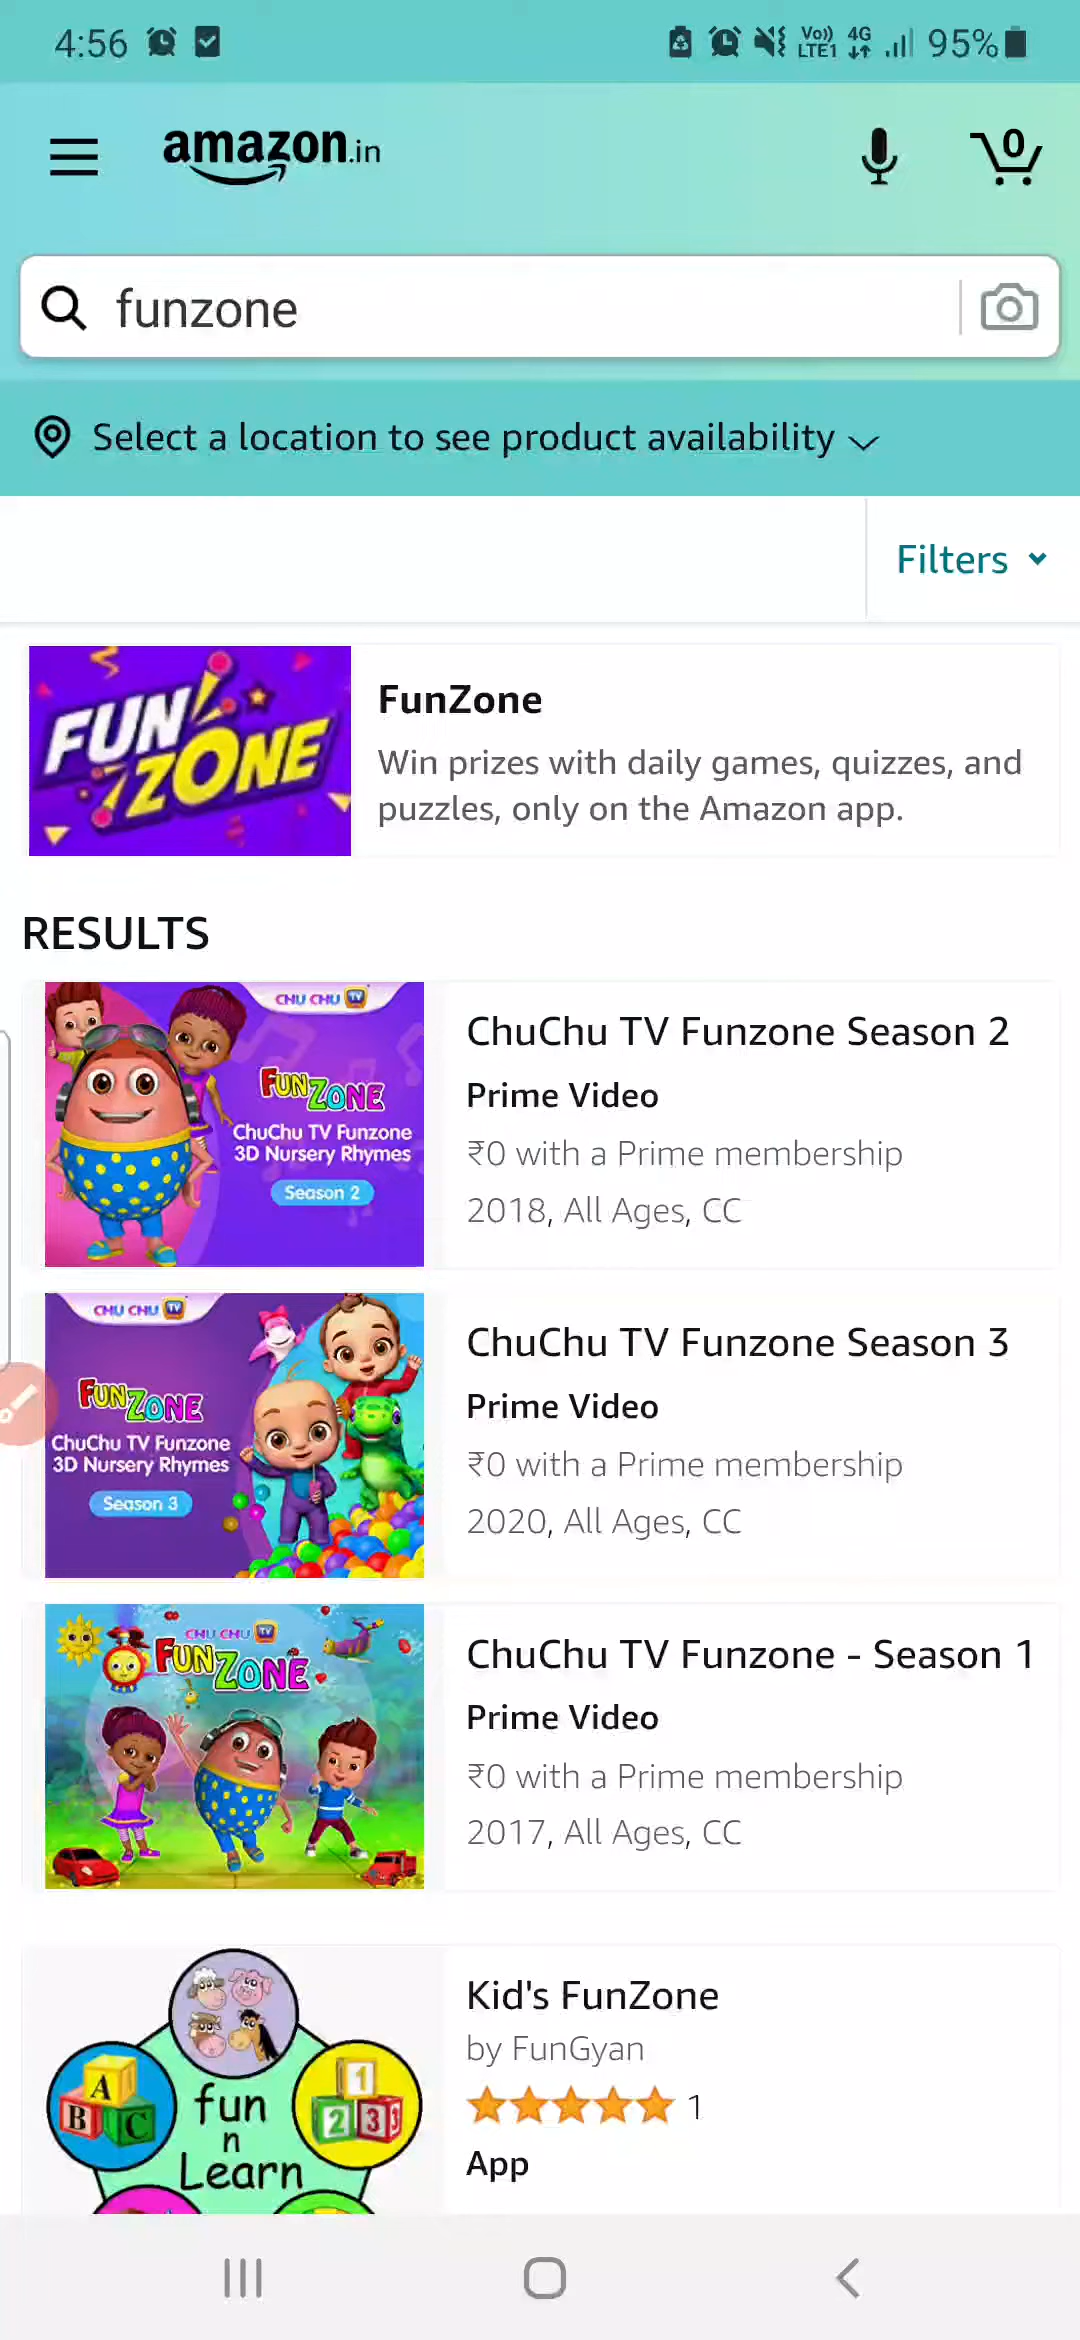 4:56
Vo)) LTE1 4G 95%
amazon.in
0
funzone
Select a location to see product availability
Filters
FUN ZONE
FunZone
Win prizes with daily games, quizzes, and
puzzles, only on the Amazon app.
RESULTS
CHU CHU TV
FUN ZONE
ChuChu TV Funzone
3D Nursery Rhymes
Season 2
ChuChu TV Funzone Season 2
Prime Video
₹0 with a Prime membership
2018, All Ages, CC
CHU CHU TV
FUN ZONE
ChuChu TV Funzone
3D Nursery Rhymes
Season 3
ChuChu TV Funzone Season 3
Prime Video
₹0 with a Prime membership
2020, All Ages, CC
CHU CHU TV
FUN ZONE
ChuChu TV Funzone - Season 1
Prime Video
₹0 with a Prime membership
2017, All Ages, CC
A
B C
fun
n
Learn
1
2 3 3
Kid's FunZone
by FunGyan
1
App